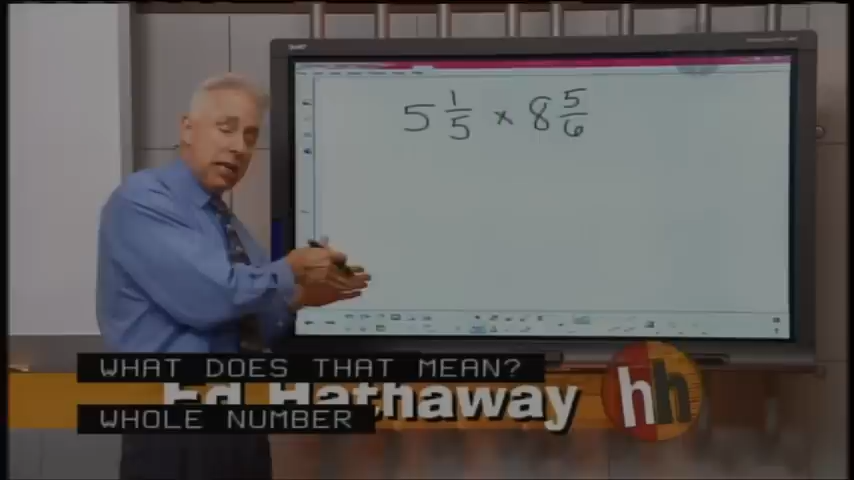 5 1/5 × 8 5/6
WHAT DOES THAT MEAN?
Ed Hathaway
WHOLE NUMBER
hh